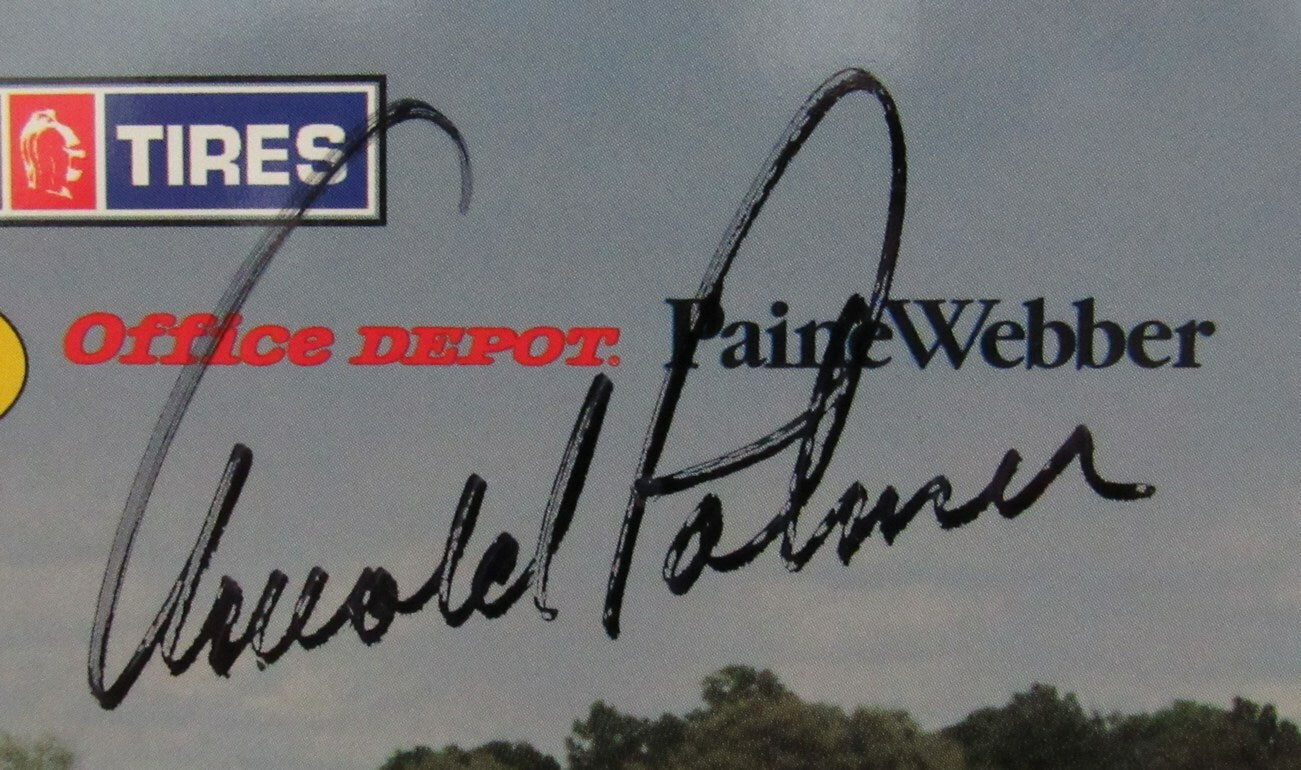 TIRES
Office DEPOT. PaineWebber
Arnold Palmer